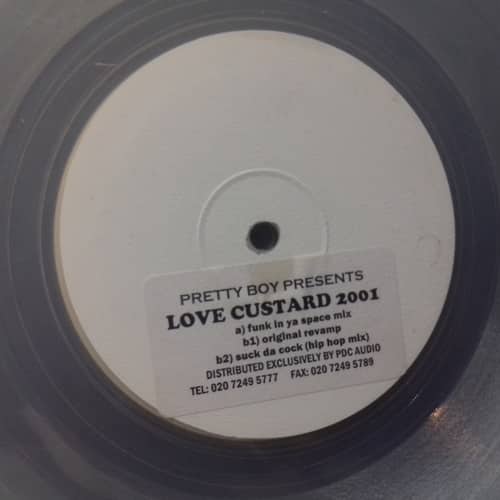 PRETTY BOY PRESENTS
LOVE CUSTARD 2001
a) funk in ya space mix
b1) original revamp
b2) suck da cock (hip hop mix)
DISTRIBUTED EXCLUSIVELY BY PDC AUDIO
TEL: 020 7249 5777 FAX: 020 7249 5789